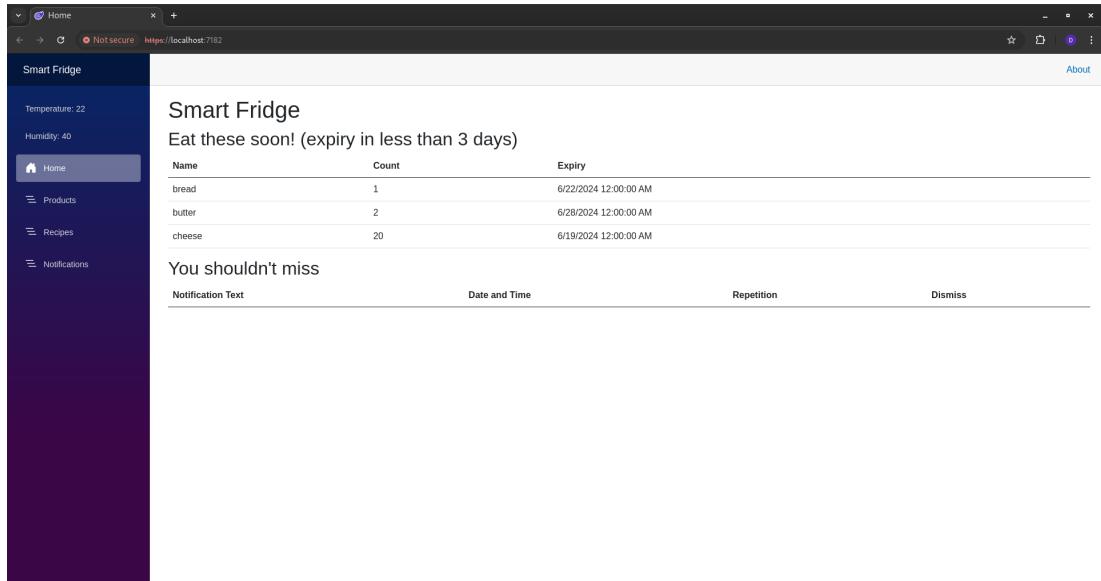 Home
Not secure https://localhost:7182
D
Smart Fridge
About
Temperature: 22
Humidity: 40
Home
Products
Recipes
Notifications
Smart Fridge
Eat these soon! (expiry in less than 3 days)
Name Count Expiry
bread 1 6/22/2024 12:00:00 AM
butter 2 6/28/2024 12:00:00 AM
cheese 20 6/19/2024 12:00:00 AM
You shouldn't miss
Notification Text Date and Time Repetition Dismiss